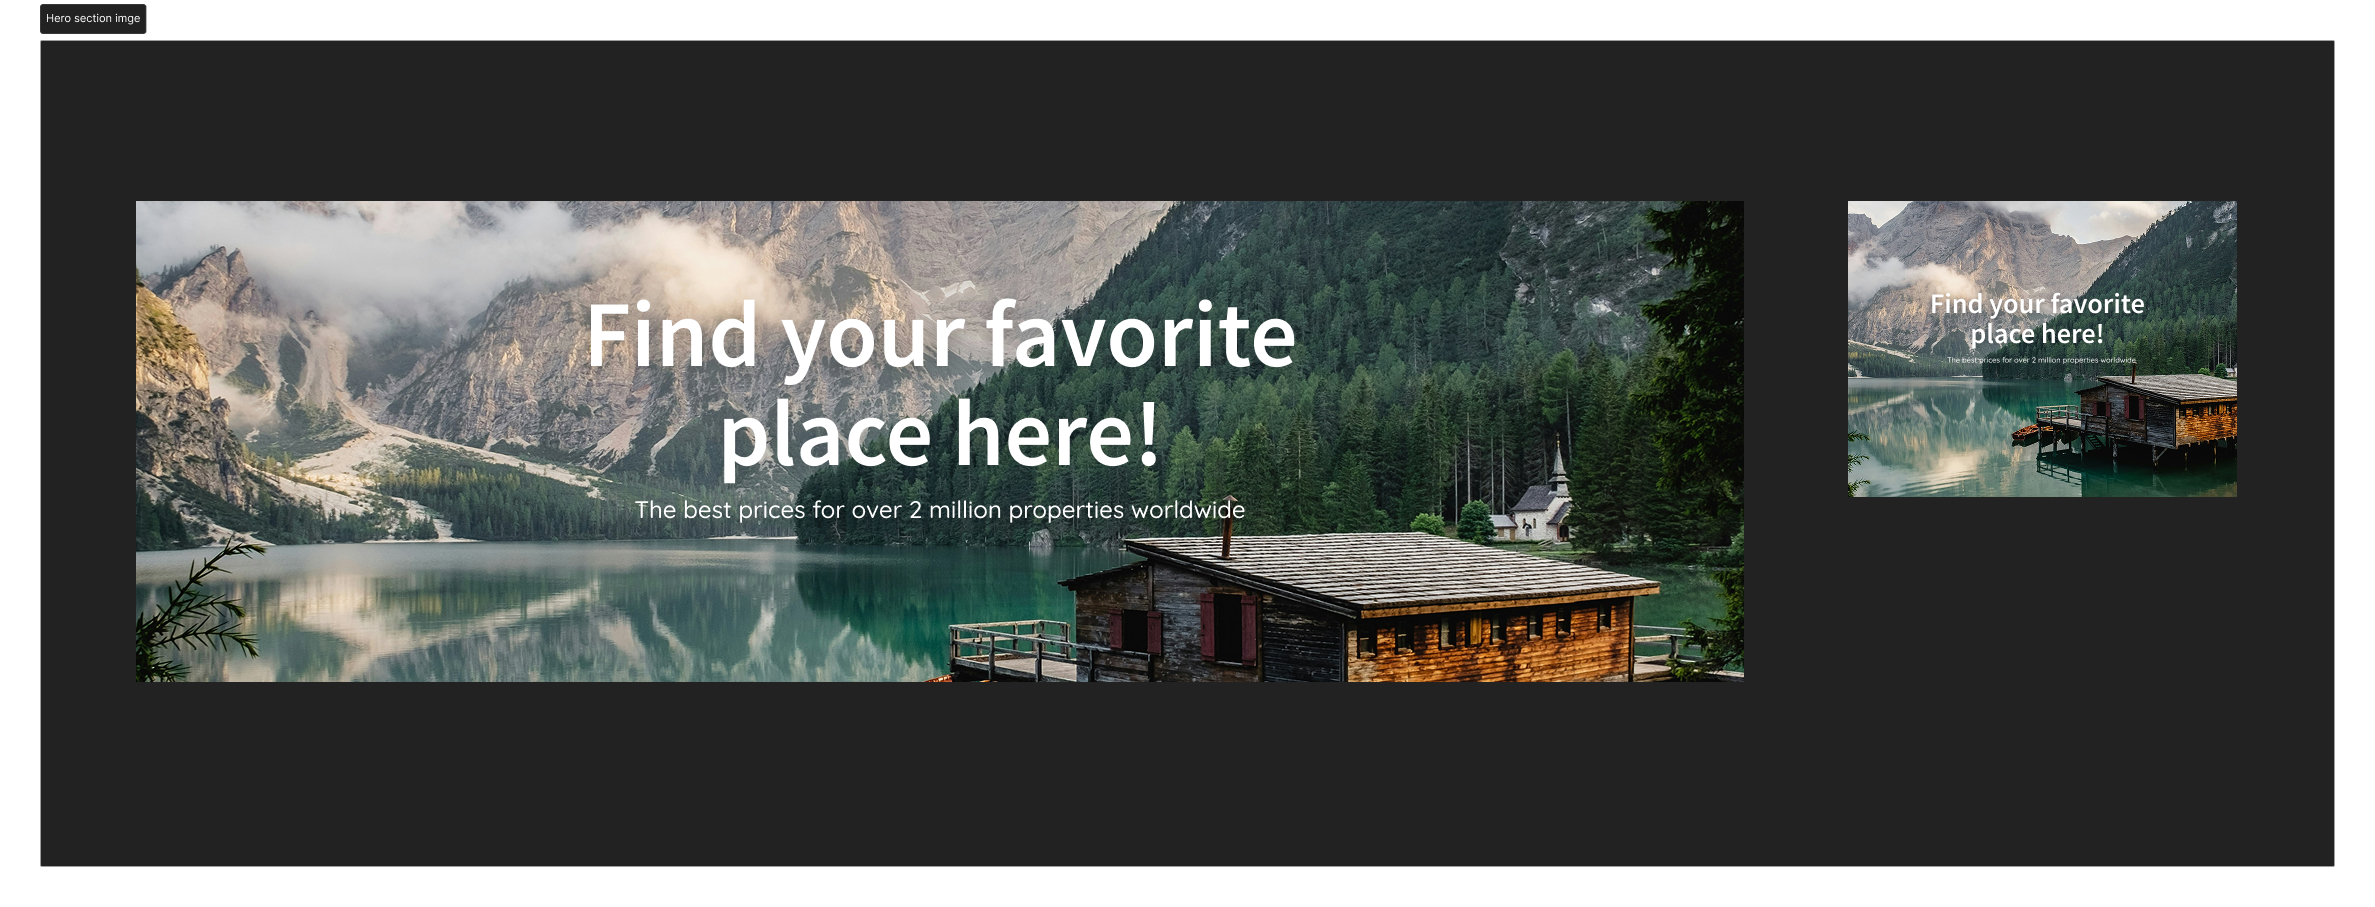 Hero section imge
Find your favorite
place here!
The best prices for over 2 million properties worldwide
Find your favorite
place here!
The best prices for over 2 million properties worldwide